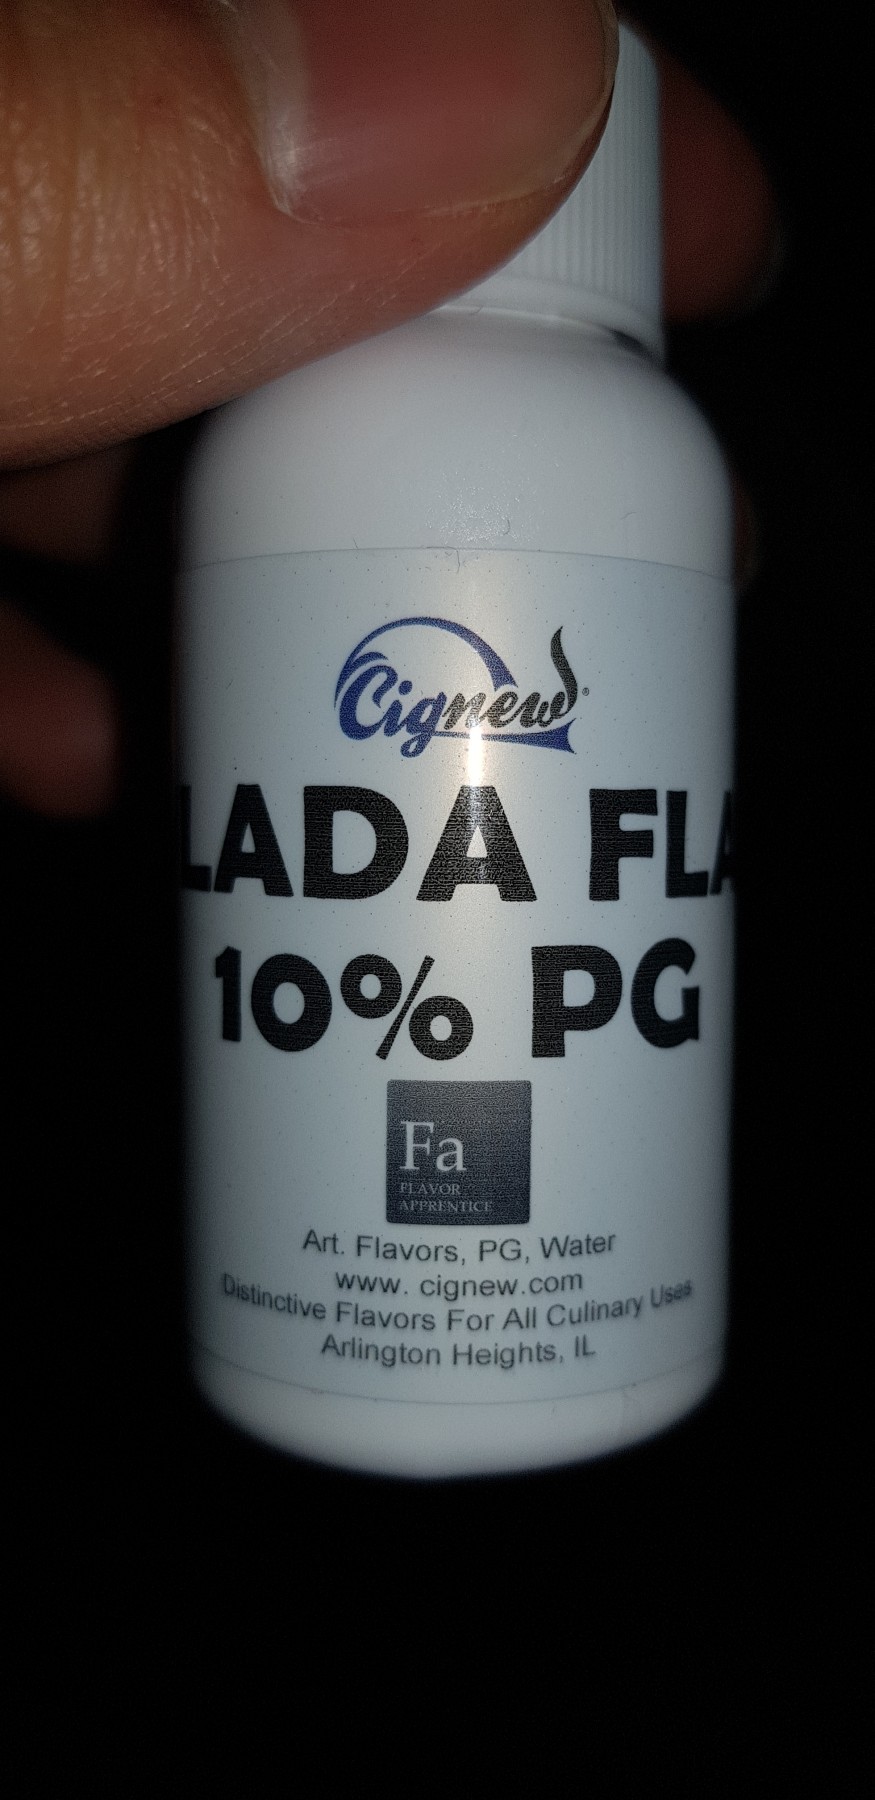 Cignew®
LADA FLA
10% PG
Fa
FLAVOR
APPRENTICE
Art. Flavors, PG, Water
www. cignew.com
Distinctive Flavors For All Culinary Uses
Arlington Heights, IL